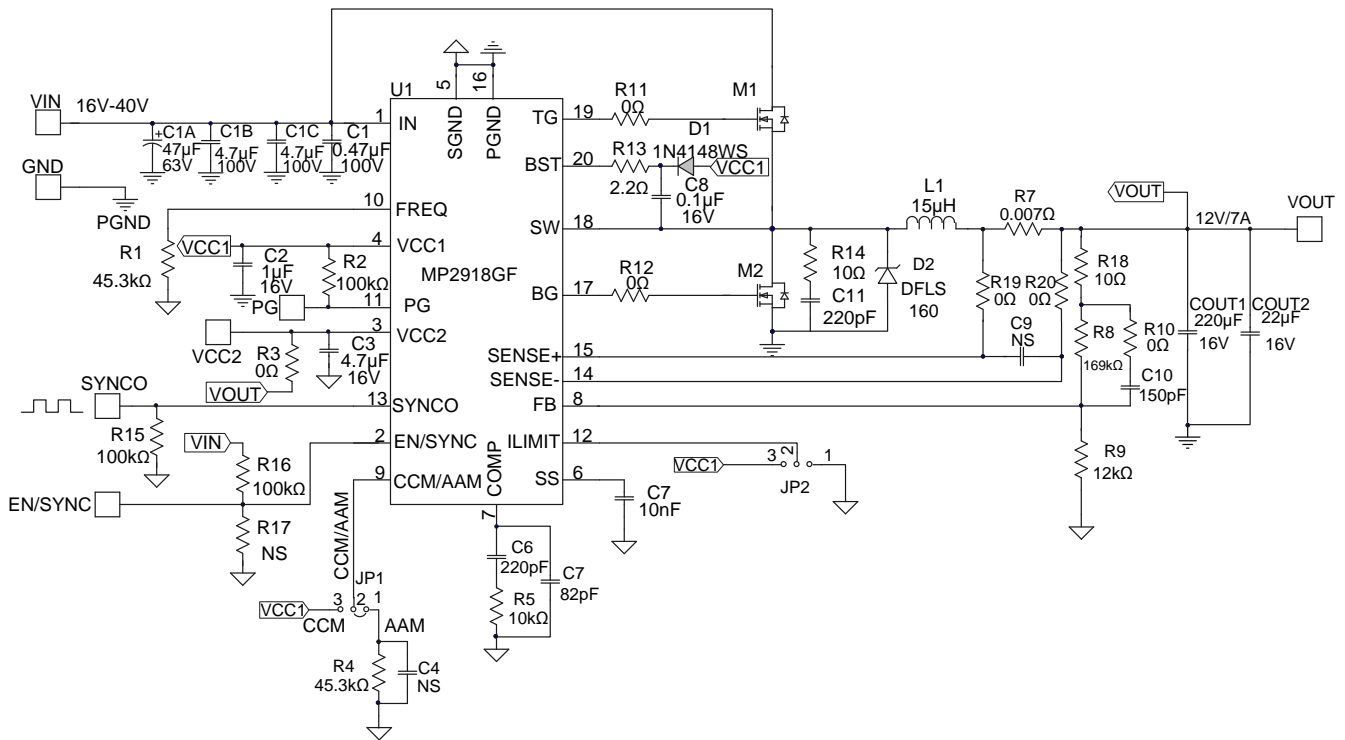 U1
5
16
SGND
PGND
VIN
16V-40V
1
IN
+C1A
47µF
63V
C1B
4.7µF
100V
C1C
4.7µF
100V
C1
0.47µF
100V
GND
PGND
10
FREQ
R1
45.3kΩ
VCC1
4
VCC1
C2
1µF
16V
R2
100kΩ
MP2918GF
PG
11
PG
VCC2
3
VCC2
R3
0Ω
C3
4.7µF
16V
VOUT
SYNCO
13
SYNCO
R15
100kΩ
VIN
2
EN/SYNC
R16
100kΩ
9
CCM/AAM
EN/SYNC
R17
NS
CCM/AAM
JP1
VCC1
3
2
1
CCM
AAM
R4
45.3kΩ
C4
NS
COMP
7
C6
220pF
R5
10kΩ
C7
82pF
TG
19
R11
0Ω
M1
D1
1N4148WS
BST
20
R13
2.2Ω
VCC1
C8
0.1µF
16V
SW
18
L1
15µH
R7
0.007Ω
VOUT
12V/7A
VOUT
BG
17
R12
0Ω
M2
R14
10Ω
C11
220pF
D2
DFLS
160
R19
0Ω
R20
0Ω
C9
NS
R18
10Ω
R8
169kΩ
R10
0Ω
C10
150pF
COUT1
220µF
16V
COUT2
22µF
16V
SENSE+
15
SENSE-
14
FB
8
R9
12kΩ
ILIMIT
12
VCC1
3
2
1
JP2
SS
6
C7
10nF